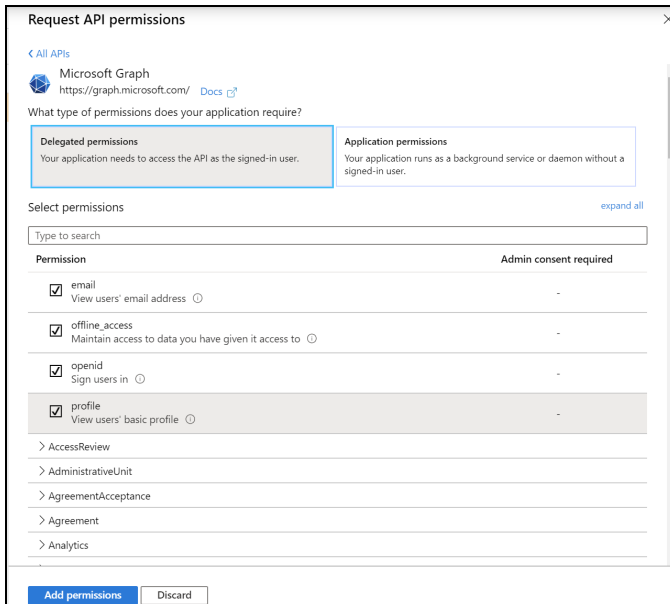 Request API permissions
All APIs
Microsoft Graph
https://graph.microsoft.com/ Docs
What type of permissions does your application require?
Delegated permissions
Your application needs to access the API as the signed-in user.
Application permissions
Your application runs as a background service or daemon without a
signed-in user.
Select permissions
expand all
Type to search
Permission
Admin consent required
email
View users' email address
-
offline_access
Maintain access to data you have given it access to
-
openid
Sign users in
-
profile
View users' basic profile
-
AccessReview
AdministrativeUnit
AgreementAcceptance
Agreement
Analytics
Add permissions
Discard